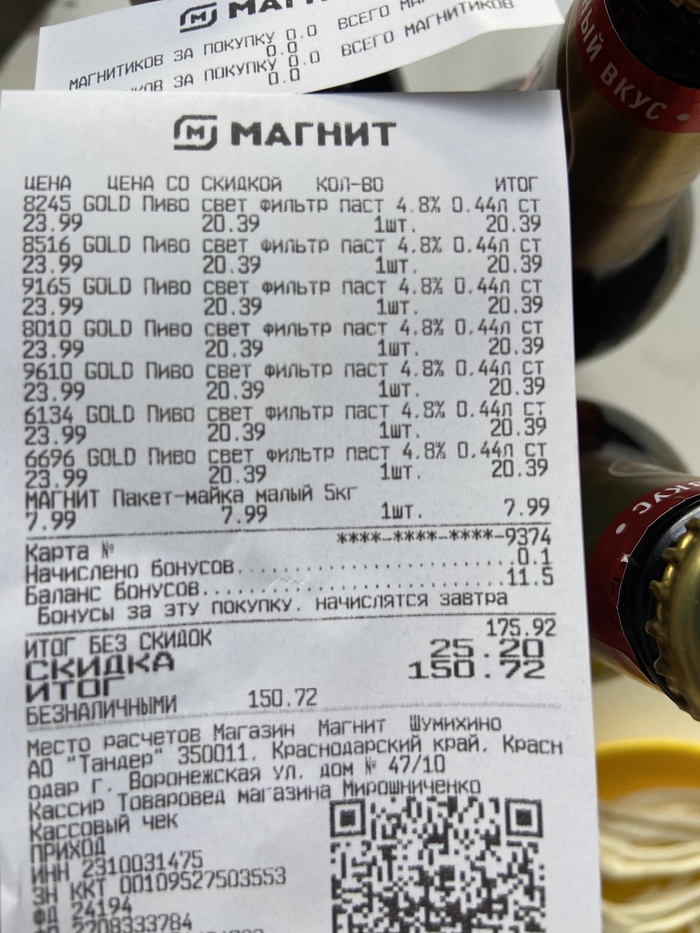 МАГНИТИКОВ ЗА ПОКУПКУ 0.0 ВСЕГО
0.0
ЗА ПОКУПКУ 0.0 ВСЕГО МАГНИТИКОВ
0.0
МАГНИТ
ЦЕНА ЦЕНА СО СКИДКОЙ КОЛ-ВО ИТОГ
8245 GOLD Пиво свет фильтр паст 4.8% 0.44л ст
23.99 20.39 1шт. 20.39
8516 GOLD Пиво свет фильтр паст 4.8% 0.44л ст
23.99 20.39 1шт. 20.39
9165 GOLD Пиво свет фильтр паст 4.8% 0.44л ст
23.99 20.39 1шт. 20.39
8010 GOLD Пиво свет фильтр паст 4.8% 0.44л ст
23.99 20.39 1шт. 20.39
9610 GOLD Пиво свет фильтр паст 4.8% 0.44л ст
23.99 20.39 1шт. 20.39
6134 GOLD Пиво свет фильтр паст 4.8% 0.44л ст
23.99 20.39 1шт. 20.39
6696 GOLD Пиво свет фильтр паст 4.8% 0.44л ст
23.99 20.39 1шт. 20.39
МАГНИТ Пакет-майка малый 5кг
7.99 7.99 1шт. 7.99
Карта № ****-****-****-9374
Начислено бонусов.....0.1
Баланс бонусов.....11.5
Бонусы за эту покупку. начислятся завтра
ИТОГ БЕЗ СКИДОК 175.92
СКИДКА 25.20
ИТОГ 150.72
БЕЗНАЛИЧНЫМИ 150.72
Место расчетов Магазин Магнит Шумихино
АО "Тандер" 350011. Краснодарский край. Красн
одар г. Воронежская ул. дом № 47/10
Кассир Товаровед магазина Мирошниченко
Кассовый чек
ПРИХОД
ИНН 2310031475
ЗН ККТ 00109527503553
ФД 24194
2208333784
ВКУС